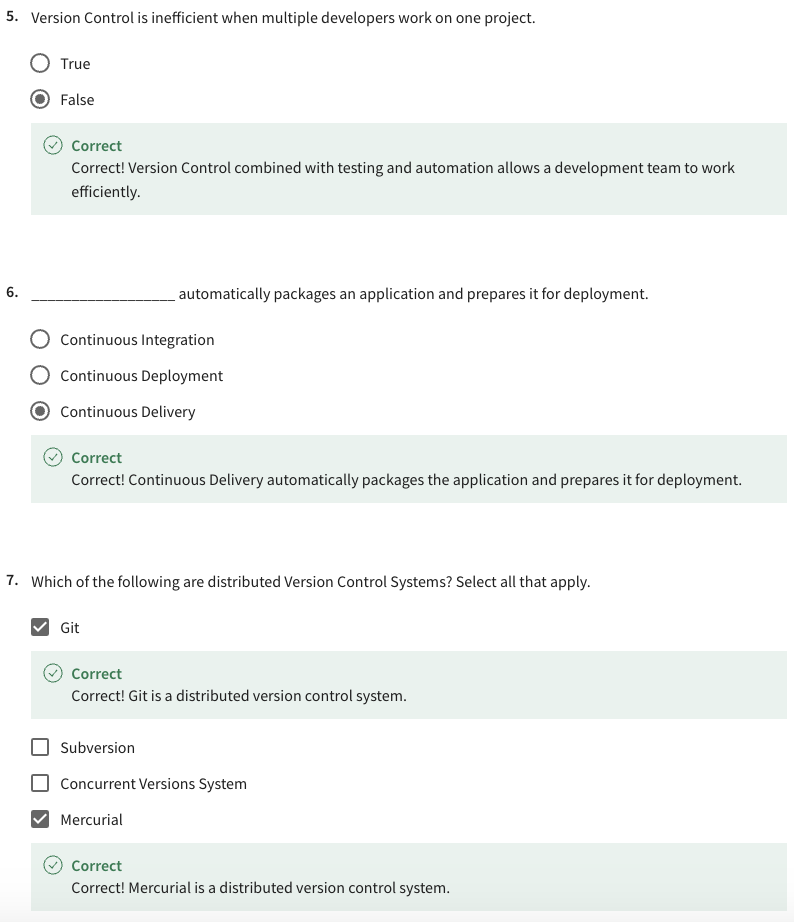 5. Version Control is inefficient when multiple developers work on one project.
True
False
Correct
Correct! Version Control combined with testing and automation allows a development team to work
efficiently.
6. __________________ automatically packages an application and prepares it for deployment.
Continuous Integration
Continuous Deployment
Continuous Delivery
Correct
Correct! Continuous Delivery automatically packages the application and prepares it for deployment.
7. Which of the following are distributed Version Control Systems? Select all that apply.
Git
Correct
Correct! Git is a distributed version control system.
Subversion
Concurrent Versions System
Mercurial
Correct
Correct! Mercurial is a distributed version control system.